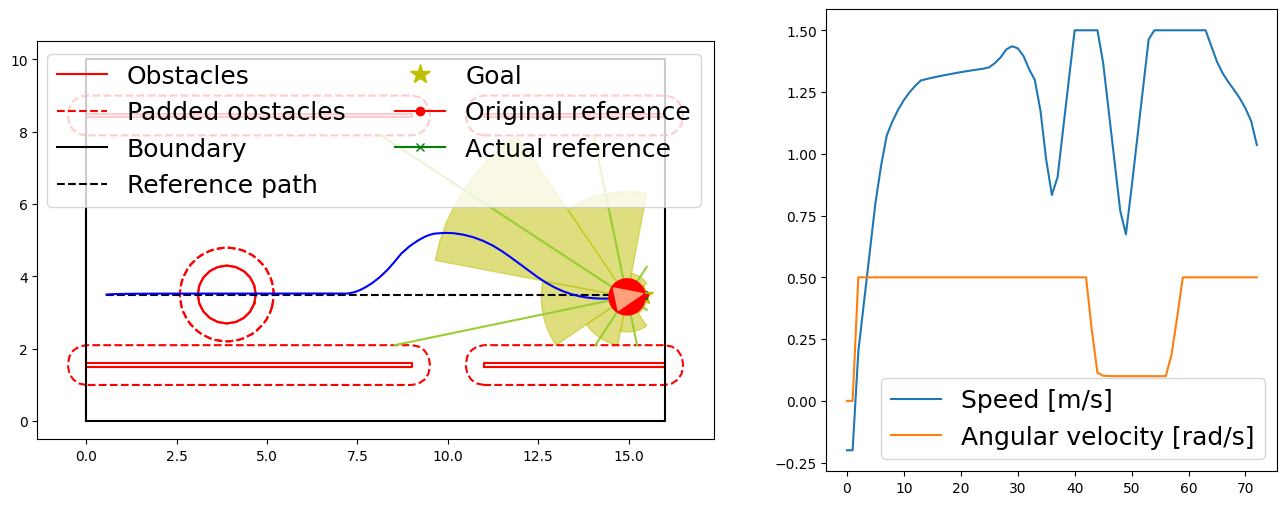 Obstacles
Padded obstacles
Boundary
Reference path
Goal
Original reference
Actual reference
10
8
6
4
2
0
0.0 2.5 5.0 7.5 10.0 12.5 15.0
1.50
1.25
1.00
0.75
0.50
0.25
0.00
−0.25
Speed [m/s]
Angular velocity [rad/s]
0 10 20 30 40 50 60 70